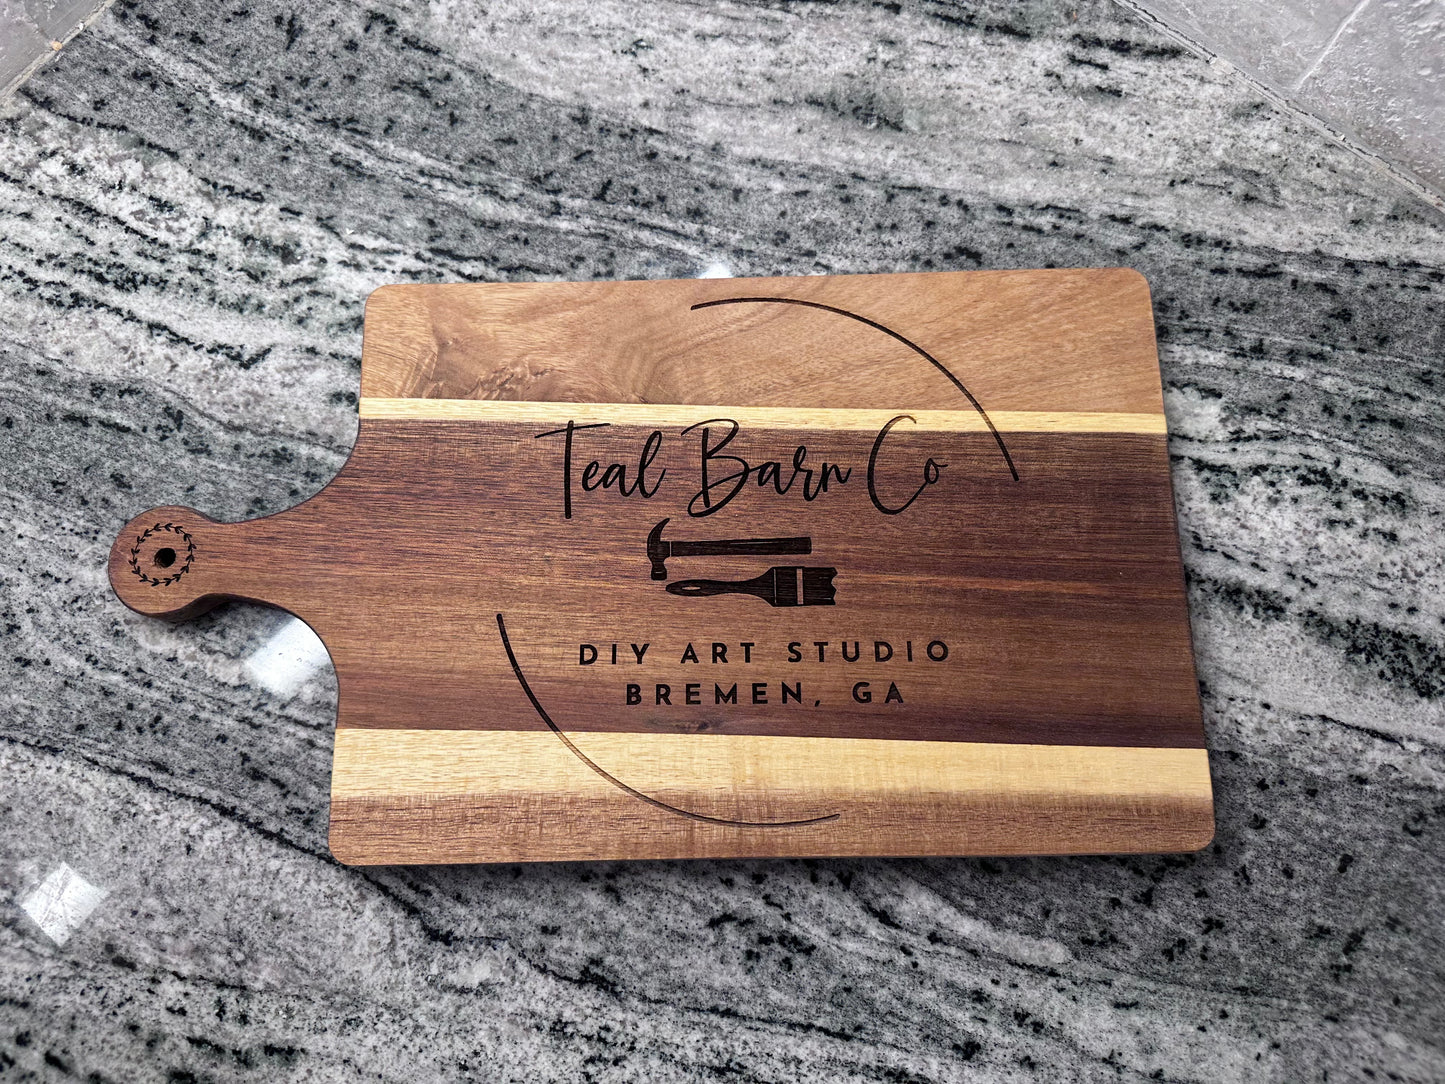 Teal Barn Co
DIY ART STUDIO
BREMEN, GA